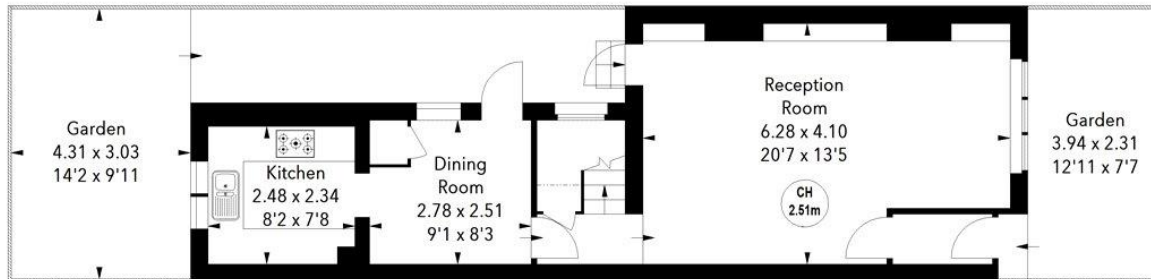 Garden
4.31 x 3.03
14'2 x 9'11
Kitchen
2.48 x 2.34
8'2 x 7'8
Dining
Room
2.78 x 2.51
9'1 x 8'3
Reception
Room
6.28 x 4.10
20'7 x 13'5
CH
2.51m
Garden
3.94 x 2.31
12'11 x 7'7